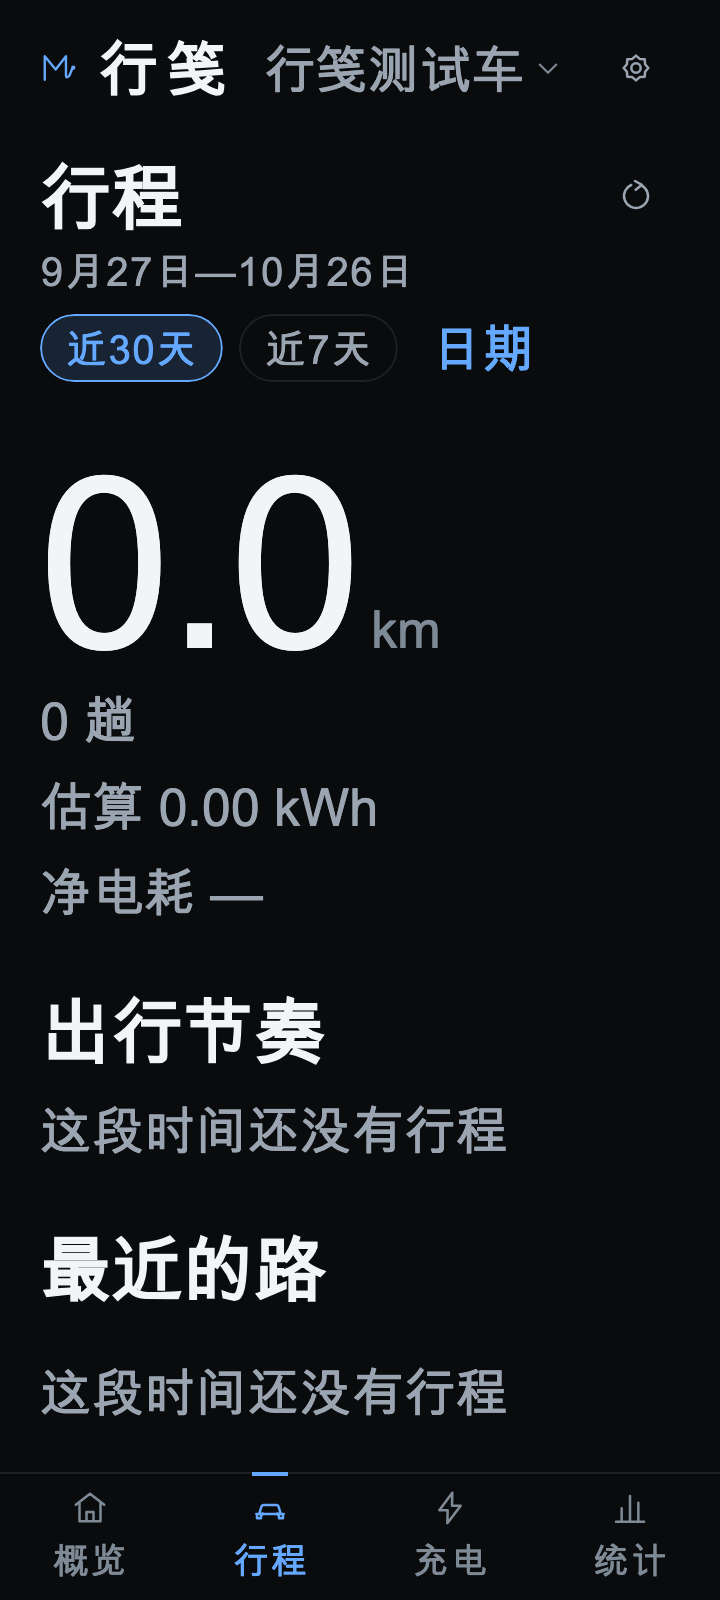 行笺 行笺测试车
行程
9月27日—10月26日
近30天 近7天 日期
0.0 km
0 趟
估算 0.00 kWh
净电耗 —
出行节奏
这段时间还没有行程
最近的路
这段时间还没有行程
概览 行程 充电 统计